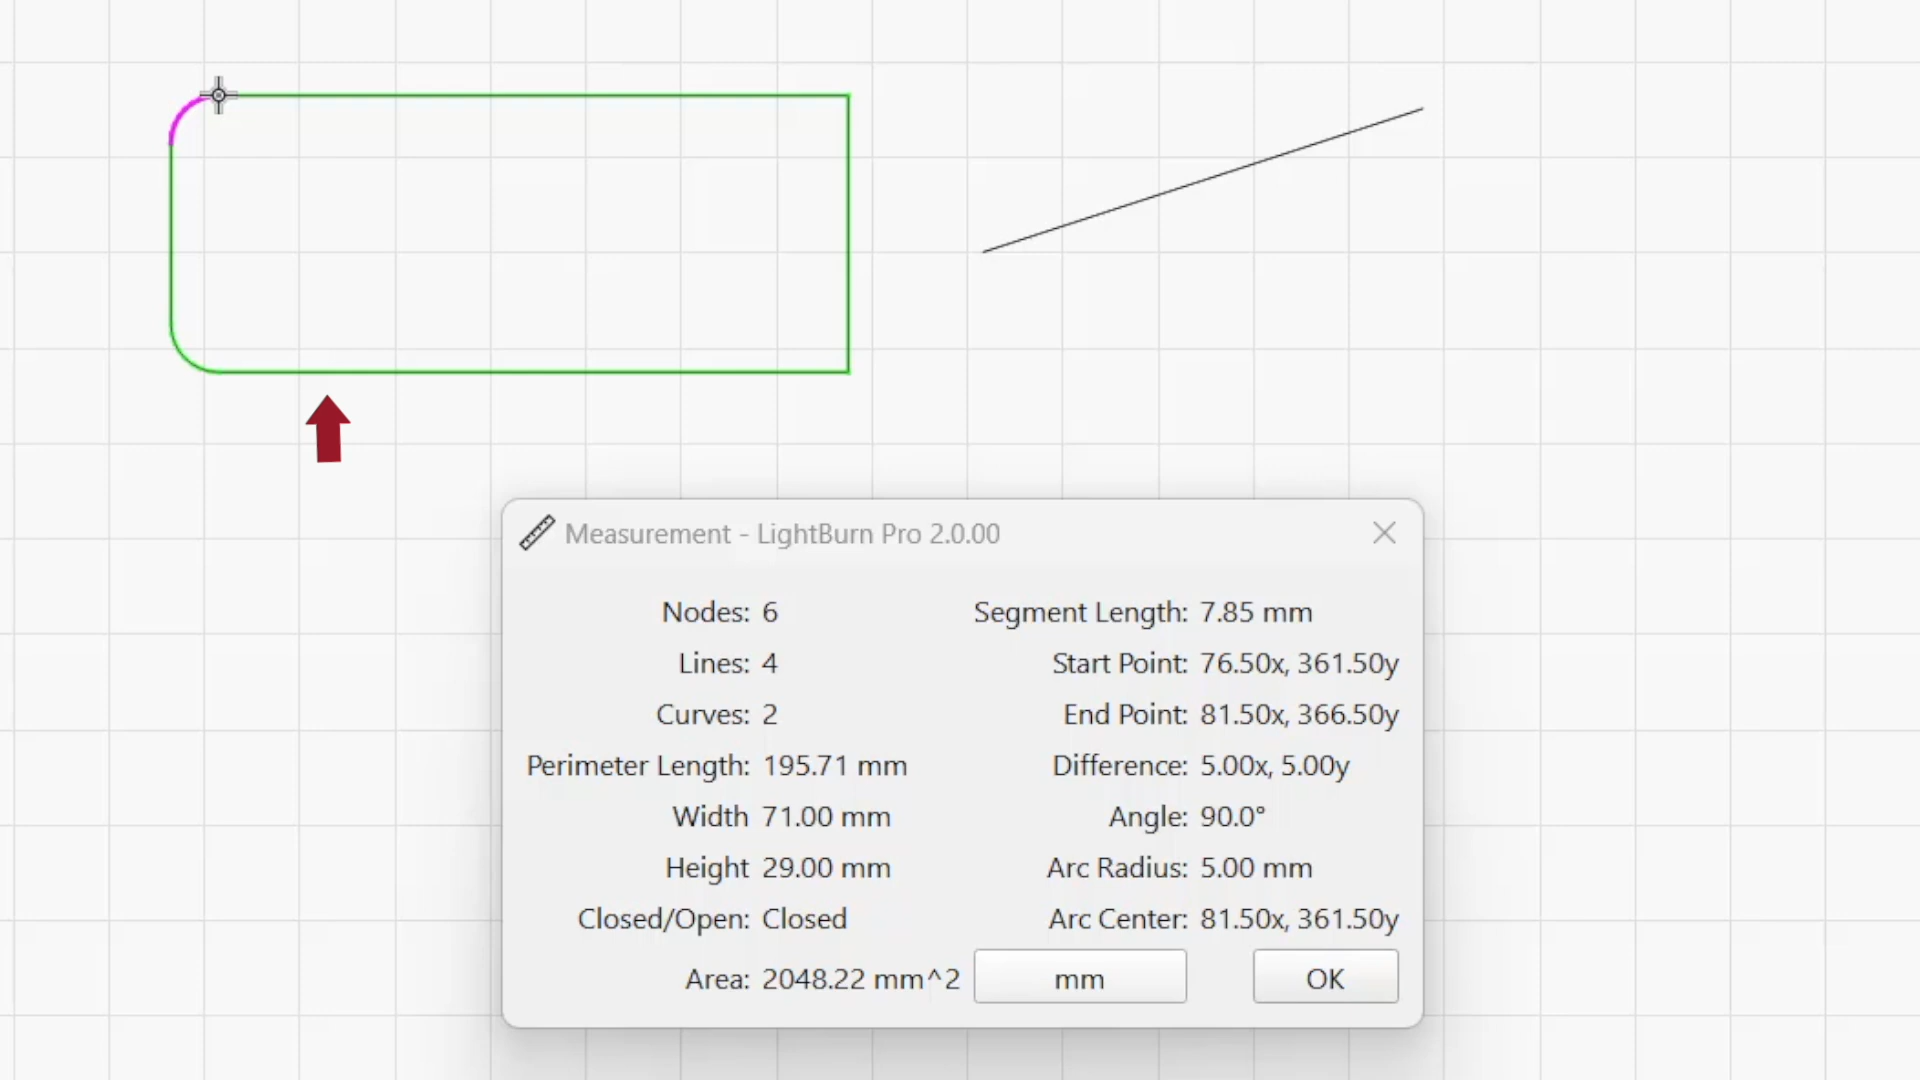 Measurement - LightBurn Pro 2.0.00
Nodes: 6
Lines: 4
Curves: 2
Perimeter Length: 195.71 mm
Width 71.00 mm
Height 29.00 mm
Closed/Open: Closed
Area: 2048.22 mm^2
Segment Length: 7.85 mm
Start Point: 76.50x, 361.50y
End Point: 81.50x, 366.50y
Difference: 5.00x, 5.00y
Angle: 90.0°
Arc Radius: 5.00 mm
Arc Center: 81.50x, 361.50y
mm
OK